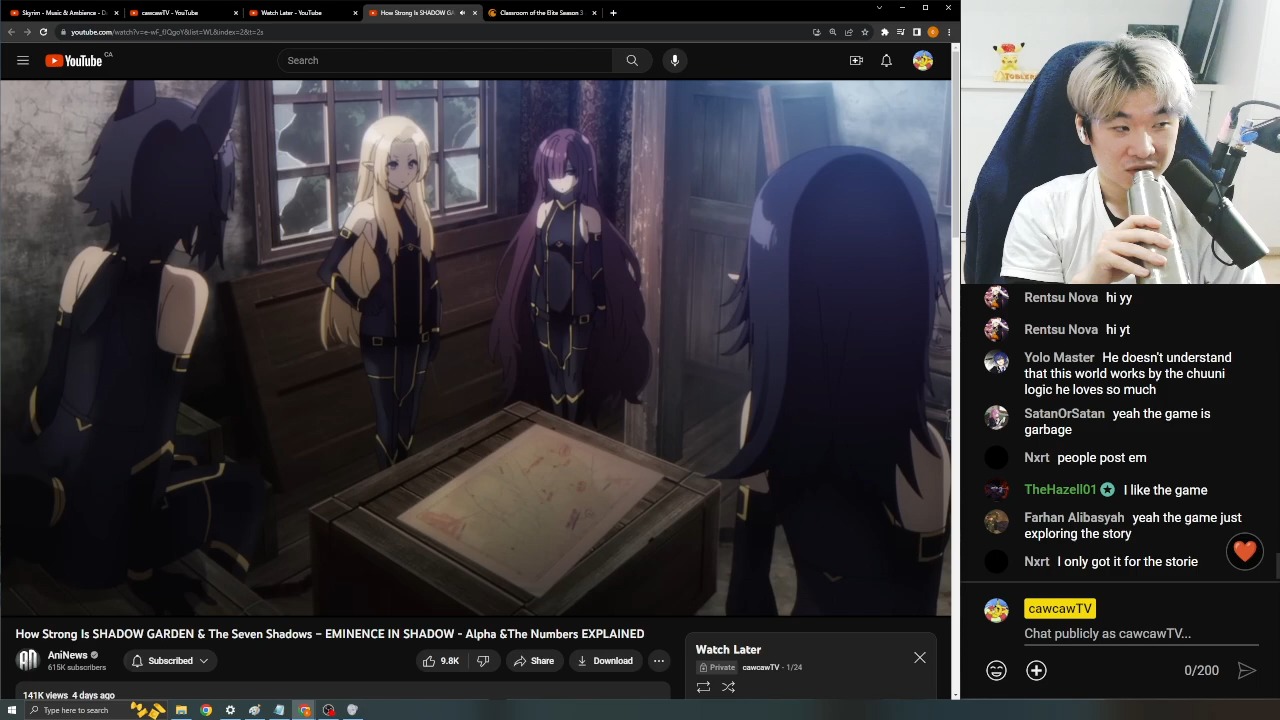 Skyrim - Music & Ambience - D
cawcawTV - YouTube
Watch Later - YouTube
How Strong Is SHADOW GA
Classroom of the Elite Season 3
youtube.com/watch?v=e-wF_fJQgoY&list=WL&index=2&t=2s
YouTube CA
Search
Rentsu Nova hi yy
Rentsu Nova hi yt
Yolo Master He doesn't understand
that this world works by the chuuni
logic he loves so much
SatanOrSatan yeah the game is
garbage
Nxrt people post em
TheHazell01 I like the game
Farhan Alibasyah yeah the game just
exploring the story
Nxrt I only got it for the storie
cawcawTV
Chat publicly as cawcawTV...
0/200
How Strong Is SHADOW GARDEN & The Seven Shadows – EMINENCE IN SHADOW - Alpha &The Numbers EXPLAINED
AniNews
615K subscribers
Subscribed
9.8K
Share
Download
Watch Later
Private cawcawTV - 1/24
141K views 4 days ago
Type here to search